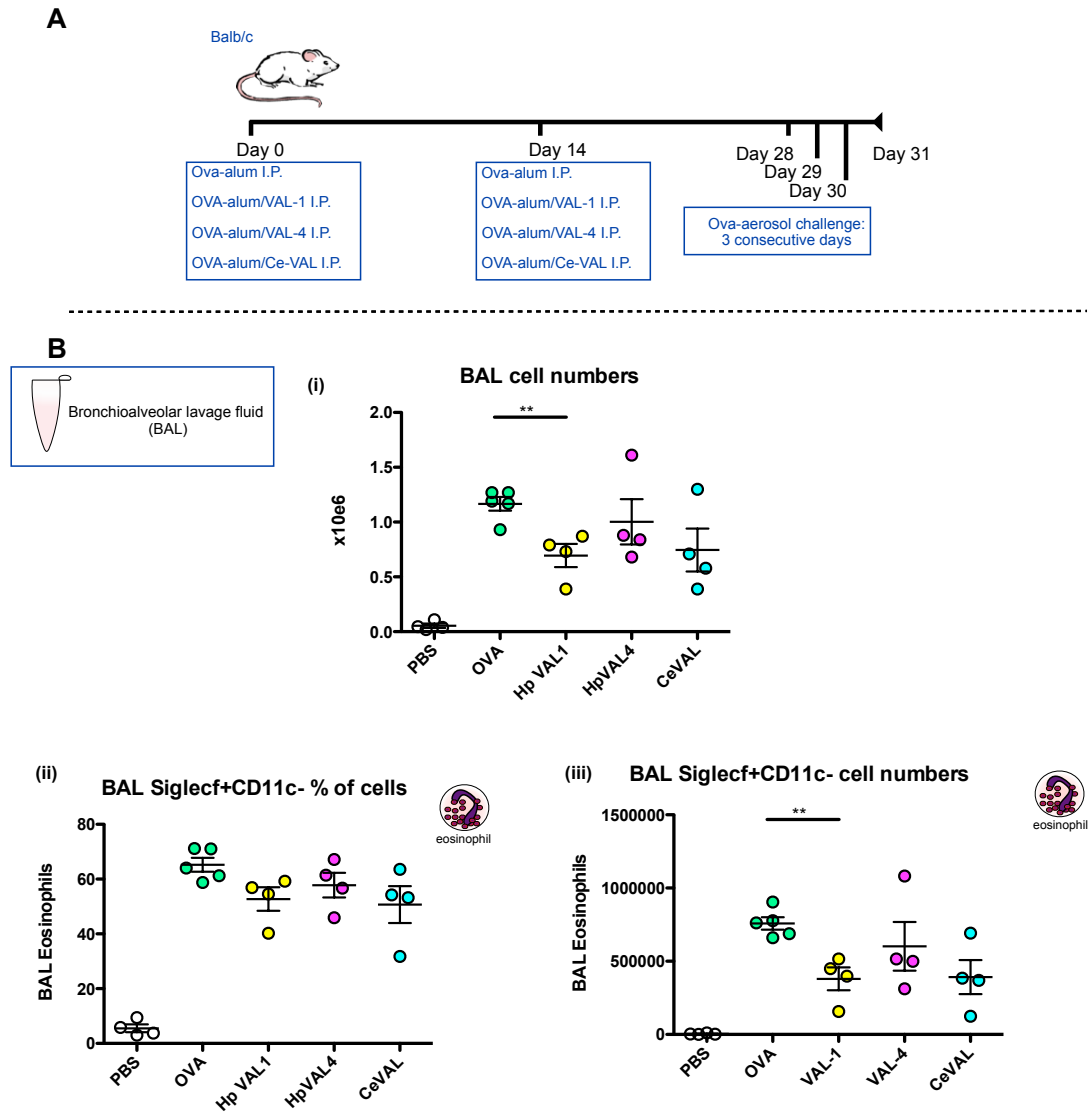 A
Balb/c
Day 0
Day 14
Day 28
Day 29
Day 30
Day 31
Ova-alum I.P.
OVA-alum/VAL-1 I.P.
OVA-alum/VAL-4 I.P.
OVA-alum/Ce-VAL I.P.
Ova-alum I.P.
OVA-alum/VAL-1 I.P.
OVA-alum/VAL-4 I.P.
OVA-alum/Ce-VAL I.P.
Ova-aerosol challenge:
3 consecutive days
B
Bronchioalveolar lavage fluid
(BAL)
(i)
BAL cell numbers
x10e6
2.0
1.5
1.0
0.5
0.0
**
PBS
OVA
Hp VAL1
HpVAL4
CeVAL
(ii)
BAL Siglecf+CD11c- % of cells
eosinophil
BAL Eosinophils
80
60
40
20
0
PBS
OVA
Hp VAL1
HpVAL4
CeVAL
(iii)
BAL Siglecf+CD11c- cell numbers
eosinophil
BAL Eosinophils
1500000
1000000
500000
0
**
PBS
OVA
VAL-1
VAL-4
CeVAL